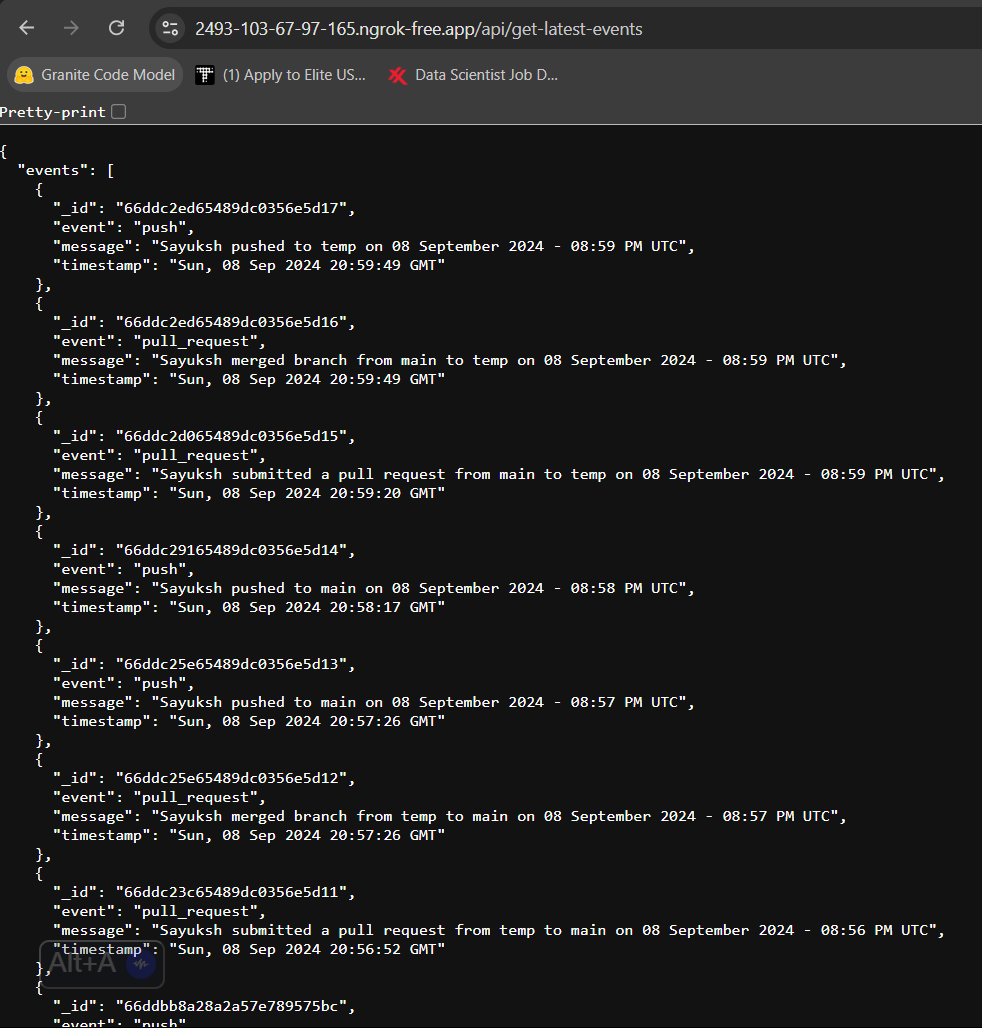 2493-103-67-97-165.ngrok-free.app/api/get-latest-events
Granite Code Model (1) Apply to Elite US... Data Scientist Job D...
Pretty-print
{
  "events": [
    {
      "_id": "66ddc2ed65489dc0356e5d17",
      "event": "push",
      "message": "Sayuksh pushed to temp on 08 September 2024 - 08:59 PM UTC",
      "timestamp": "Sun, 08 Sep 2024 20:59:49 GMT"
    },
    {
      "_id": "66ddc2ed65489dc0356e5d16",
      "event": "pull_request",
      "message": "Sayuksh merged branch from main to temp on 08 September 2024 - 08:59 PM UTC",
      "timestamp": "Sun, 08 Sep 2024 20:59:49 GMT"
    },
    {
      "_id": "66ddc2d065489dc0356e5d15",
      "event": "pull_request",
      "message": "Sayuksh submitted a pull request from main to temp on 08 September 2024 - 08:59 PM UTC",
      "timestamp": "Sun, 08 Sep 2024 20:59:20 GMT"
    },
    {
      "_id": "66ddc29165489dc0356e5d14",
      "event": "push",
      "message": "Sayuksh pushed to main on 08 September 2024 - 08:58 PM UTC",
      "timestamp": "Sun, 08 Sep 2024 20:58:17 GMT"
    },
    {
      "_id": "66ddc25e65489dc0356e5d13",
      "event": "push",
      "message": "Sayuksh pushed to main on 08 September 2024 - 08:57 PM UTC",
      "timestamp": "Sun, 08 Sep 2024 20:57:26 GMT"
    },
    {
      "_id": "66ddc25e65489dc0356e5d12",
      "event": "pull_request",
      "message": "Sayuksh merged branch from temp to main on 08 September 2024 - 08:57 PM UTC",
      "timestamp": "Sun, 08 Sep 2024 20:57:26 GMT"
    },
    {
      "_id": "66ddc23c65489dc0356e5d11",
      "event": "pull_request",
      "message": "Sayuksh submitted a pull request from temp to main on 08 September 2024 - 08:56 PM UTC",
      "timestamp": "Sun, 08 Sep 2024 20:56:52 GMT"
Alt+A
    },
    {
      "_id": "66ddbb8a28a2a57e789575bc",
      "event": "push"